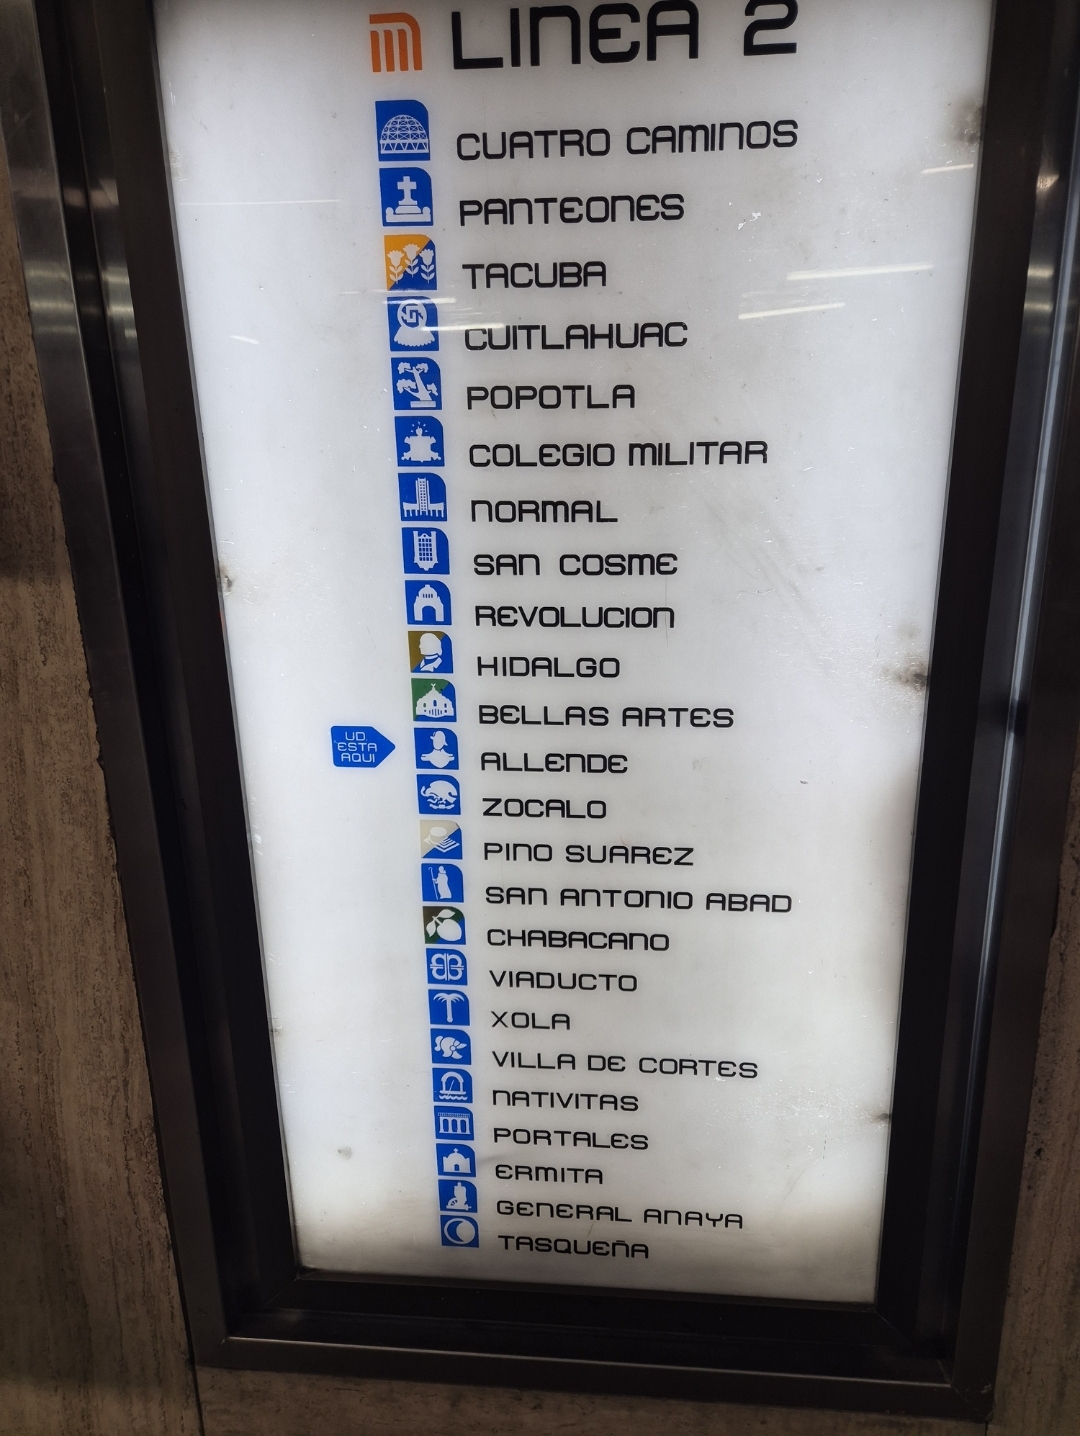 LINEA 2
CUATRO CAMINOS
PANTEONES
TACUBA
CUITLAHUAC
POPOTLA
COLEGIO MILITAR
NORMAL
SAN COSME
REVOLUCION
HIDALGO
BELLAS ARTES
UD.
ESTA
AQUI
ALLENDE
ZOCALO
PINO SUAREZ
SAN ANTONIO ABAD
CHABACANO
VIADUCTO
XOLA
VILLA DE CORTES
NATIVITAS
PORTALES
ERMITA
GENERAL ANAYA
TASQUEÑA